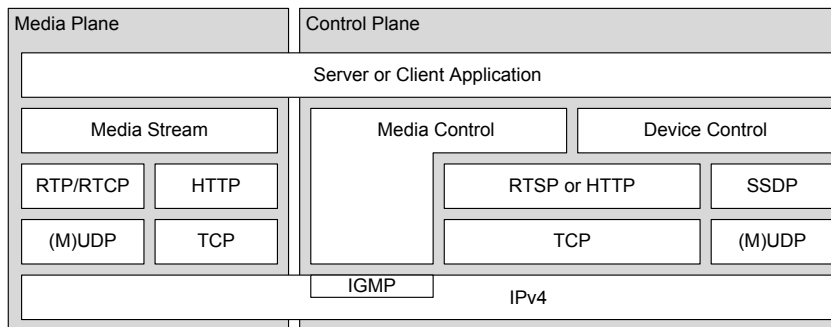 Media Plane
Control Plane
Server or Client Application
Media Stream
Media Control
Device Control
RTP/RTCP
HTTP
RTSP or HTTP
SSDP
(M)UDP
TCP
TCP
(M)UDP
IGMP
IPv4